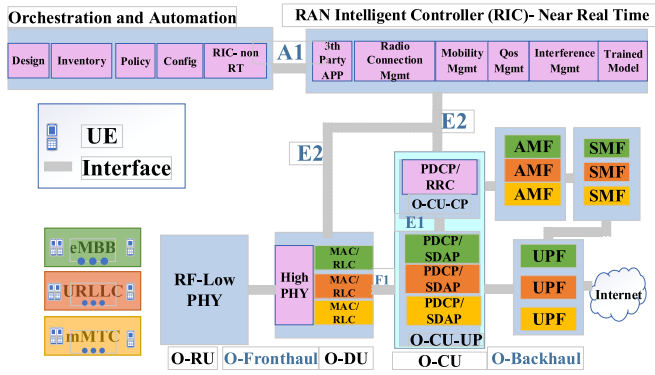 Orchestration and Automation
RAN Intelligent Controller (RIC)- Near Real Time
Design
Inventory
Policy
Config
RIC- non
RT
A1
3th
Party
APP
Radio
Connection
Mgmt
Mobility
Mgmt
Qos
Mgmt
Interference
Mgmt
Trained
Model
UE
Interface
E2
E2
PDCP/
RRC
O-CU-CP
E1
AMF
AMF
AMF
SMF
SMF
SMF
eMBB
URLLC
mMTC
RF-Low
PHY
High
PHY
MAC/
RLC
MAC/
RLC
MAC/
RLC
F1
PDCP/
SDAP
PDCP/
SDAP
PDCP/
SDAP
O-CU-UP
UPF
UPF
UPF
Internet
O-RU
O-Fronthaul
O-DU
O-CU
O-Backhaul